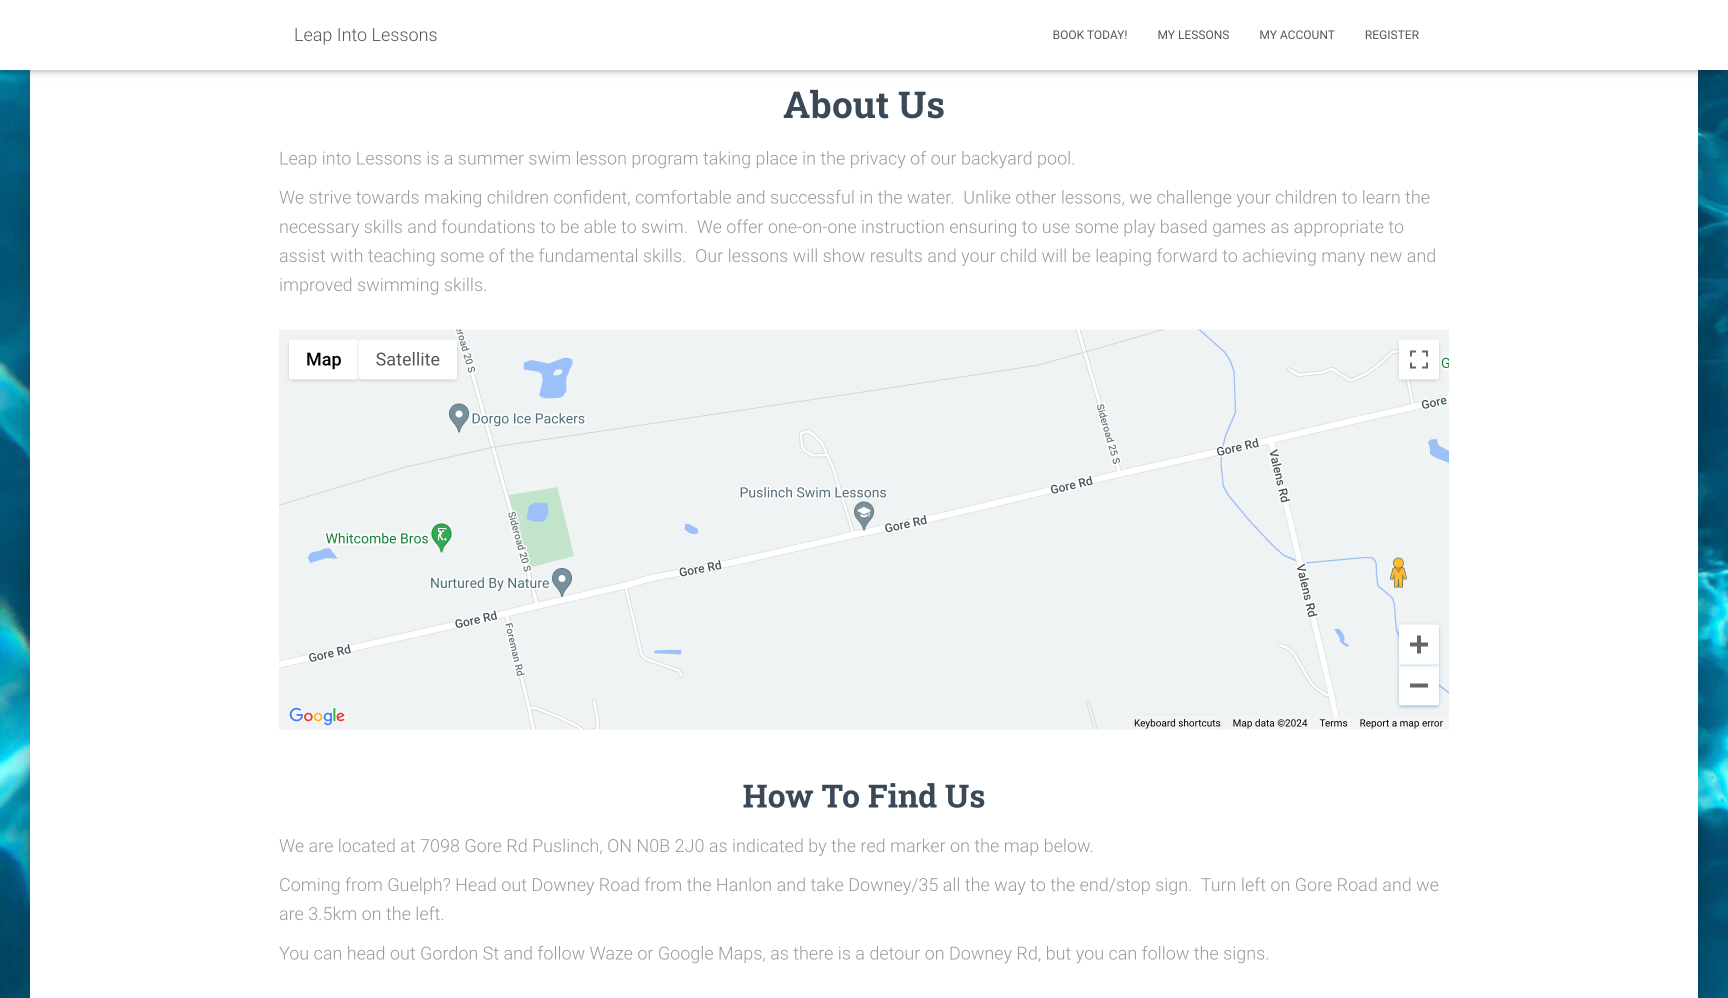 Leap Into Lessons
BOOK TODAY!
MY LESSONS
MY ACCOUNT
REGISTER
About Us
Leap into Lessons is a summer swim lesson program taking place in the privacy of our backyard pool.
We strive towards making children confident, comfortable and successful in the water.  Unlike other lessons, we challenge your children to learn the
necessary skills and foundations to be able to swim.  We offer one-on-one instruction ensuring to use some play based games as appropriate to
assist with teaching some of the fundamental skills.  Our lessons will show results and your child will be leaping forward to achieving many new and
improved swimming skills.
Map
Satellite
road 20 S
G
Gore
Dorgo Ice Packers
Sideroad 25 S
Gore Rd
Valens Rd
Gore Rd
Puslinch Swim Lessons
Gore Rd
Sideroad 20 S
Whitcombe Bros
Gore Rd
Nurtured By Nature
Valens Rd
Gore Rd
Foreman Rd
Gore Rd
Google
Keyboard shortcuts
Map data ©2024
Terms
Report a map error
How To Find Us
We are located at 7098 Gore Rd Puslinch, ON N0B 2J0 as indicated by the red marker on the map below.
Coming from Guelph? Head out Downey Road from the Hanlon and take Downey/35 all the way to the end/stop sign.  Turn left on Gore Road and we
are 3.5km on the left.
You can head out Gordon St and follow Waze or Google Maps, as there is a detour on Downey Rd, but you can follow the signs.